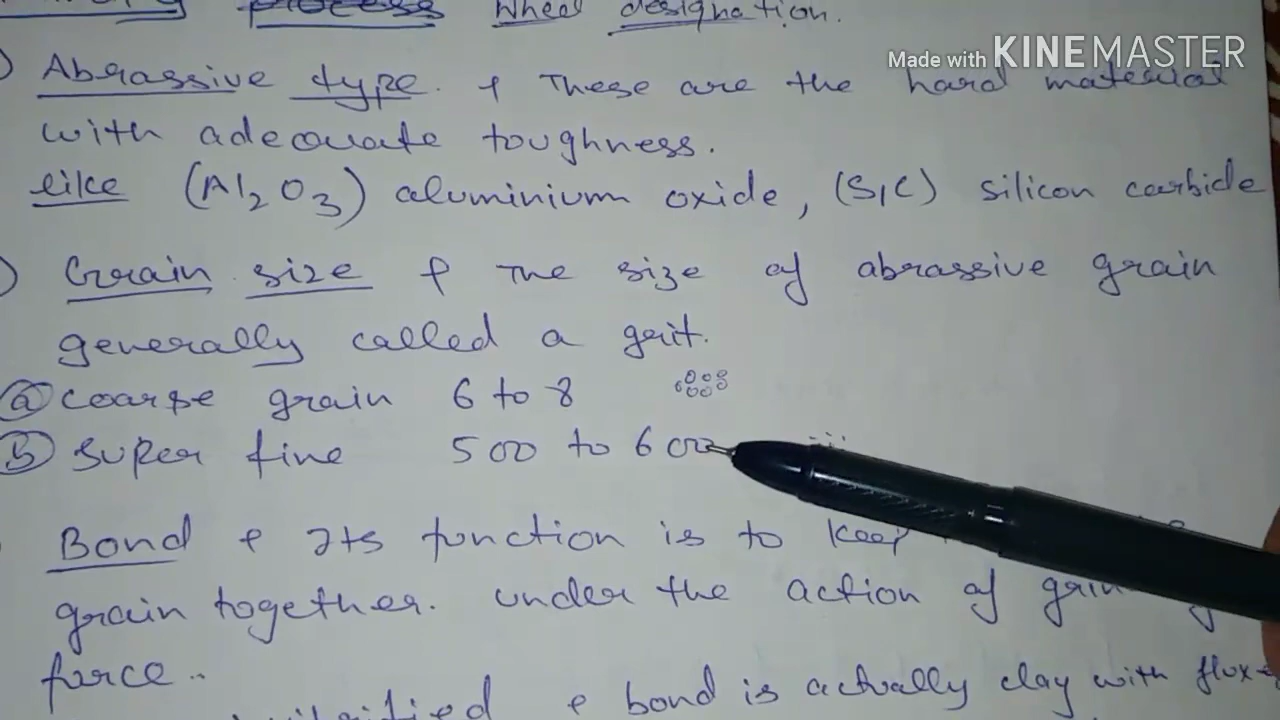 process Wheel designation.
Made with KINEMASTER
Abrassive type. These are the hard material
with adequate toughness.
like (Al2O3) aluminium oxide, (SiC) silicon carbide
Grain size The size of abrassive grain
generally called a grit.
(a) coarse grain 6 to 8
(b) super fine 500 to 600
Bond Its function is to keep
grain together. under the action of
force..
bond is actually clay with flux